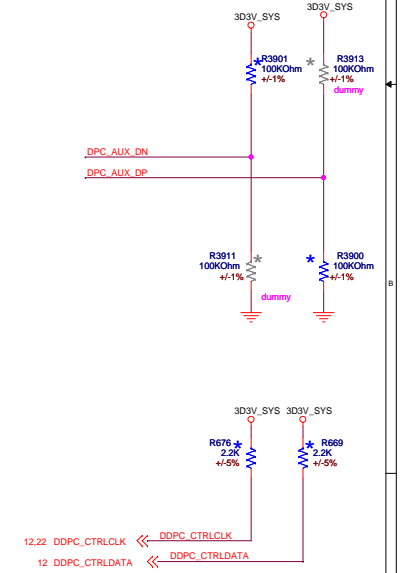 3D3V_SYS
3D3V_SYS
* R3901
100KOhm
+/-1%
* R3913
100KOhm
+/-1%
dummy
DPC_AUX_DN
DPC_AUX_DP
R3911 *
100KOhm
+/-1%
dummy
* R3900
100KOhm
+/-1%
B
3D3V_SYS
3D3V_SYS
R676 *
2.2K
+/-5%
* R669
2.2K
+/-5%
12,22 DDPC_CTRLCLK DDPC_CTRLCLK
12 DDPC_CTRLDATA DDPC_CTRLDATA